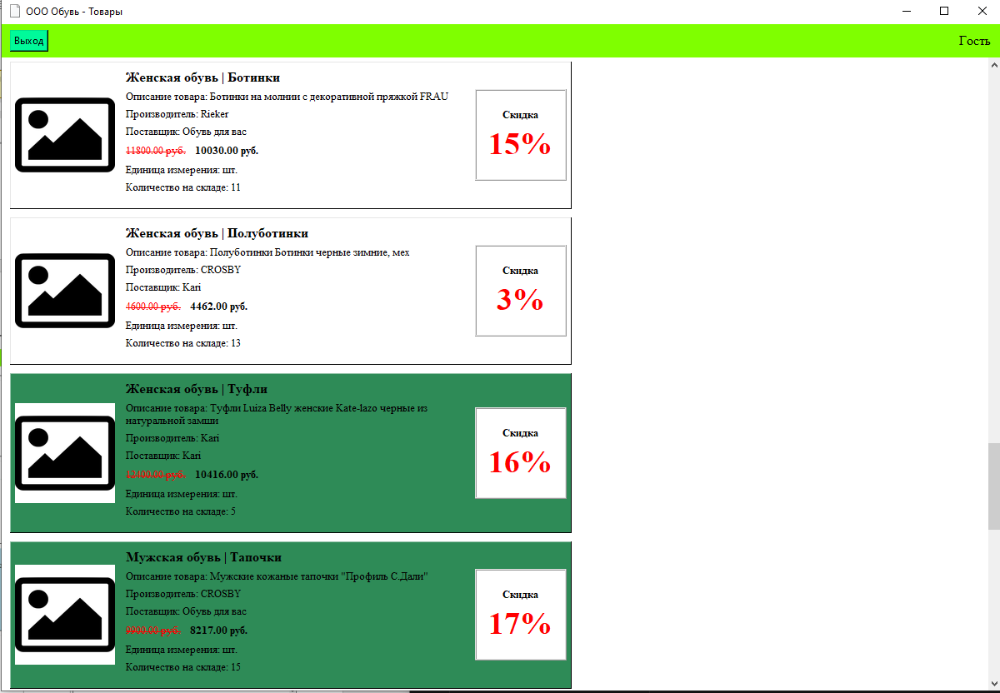 ООО Обувь - Товары
Выход
Гость
Женская обувь | Ботинки
Описание товара: Ботинки на молнии с декоративной пряжкой FRAU
Производитель: Rieker
Поставщик: Обувь для вас
11800.00 руб. 10030.00 руб.
Единица измерения: шт.
Количество на складе: 11
Скидка
15%
Женская обувь | Полуботинки
Описание товара: Полуботинки Ботинки черные зимние, мех
Производитель: CROSBY
Поставщик: Kari
4600.00 руб. 4462.00 руб.
Единица измерения: шт.
Количество на складе: 13
Скидка
3%
Женская обувь | Туфли
Описание товара: Туфли Luiza Belly женские Kate-lazo черные из
натуральной замши
Производитель: Kari
Поставщик: Kari
12400.00 руб. 10416.00 руб.
Единица измерения: шт.
Количество на складе: 5
Скидка
16%
Мужская обувь | Тапочки
Описание товара: Мужские кожаные тапочки "Профиль С.Дали"
Производитель: CROSBY
Поставщик: Обувь для вас
9900.00 руб. 8217.00 руб.
Единица измерения: шт.
Количество на складе: 15
Скидка
17%